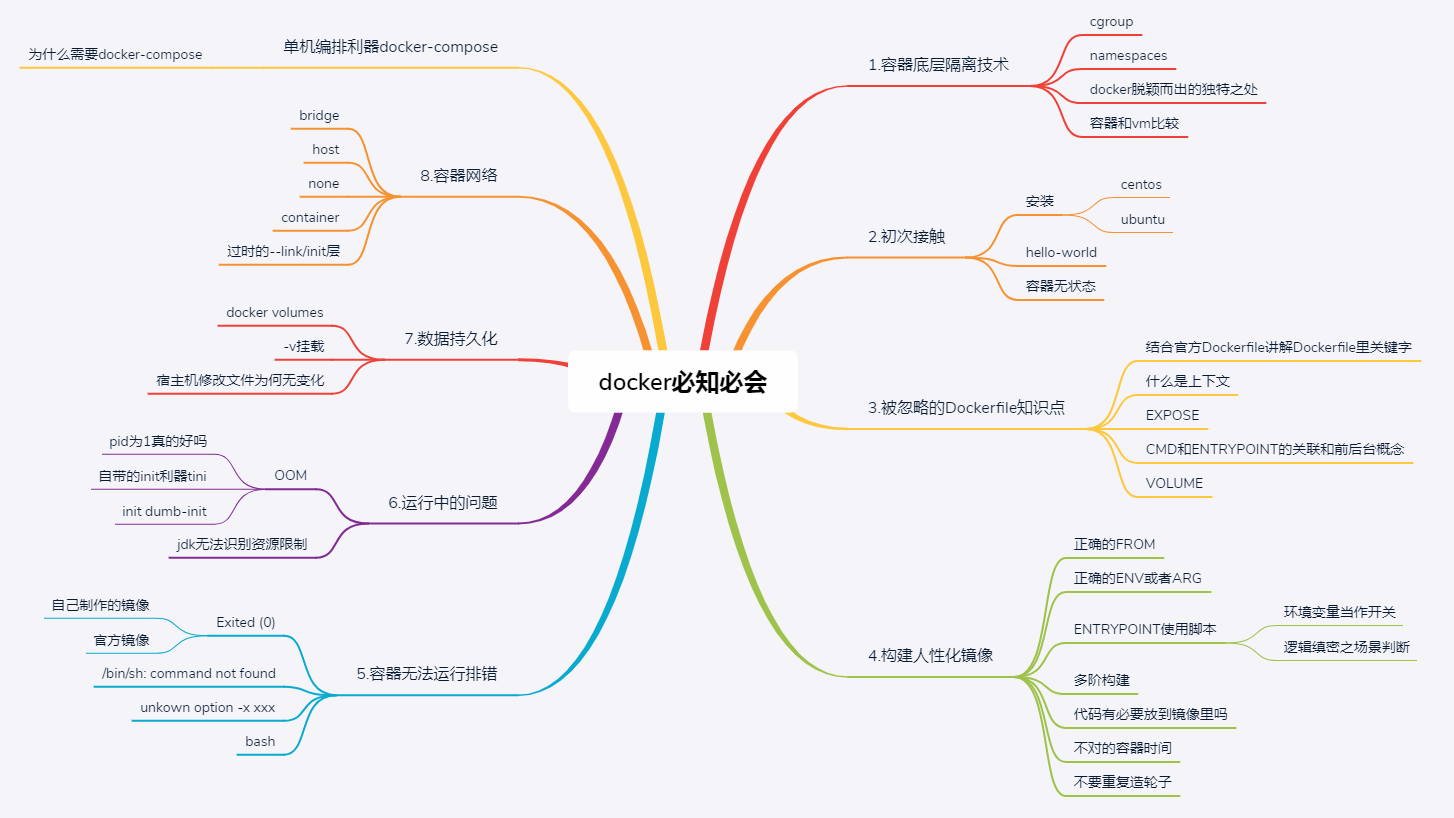 docker必知必会
1.容器底层隔离技术
cgroup
namespaces
docker脱颖而出的独特之处
容器和vm比较
2.初次接触
安装
centos
ubuntu
hello-world
容器无状态
3.被忽略的Dockerfile知识点
结合官方Dockerfile讲解Dockerfile里关键字
什么是上下文
EXPOSE
CMD和ENTRYPOINT的关联和前后台概念
VOLUME
4.构建人性化镜像
正确的FROM
正确的ENV或者ARG
ENTRYPOINT使用脚本
环境变量当作开关
逻辑缜密之场景判断
多阶构建
代码有必要放到镜像里吗
不对的容器时间
不要重复造轮子
5.容器无法运行排错
Exited (0)
自己制作的镜像
官方镜像
/bin/sh: command not found
unkown option -x xxx
bash
6.运行中的问题
OOM
pid为1真的好吗
自带的init利器tini
init dumb-init
jdk无法识别资源限制
7.数据持久化
docker volumes
-v挂载
宿主机修改文件为何无变化
8.容器网络
bridge
host
none
container
过时的--link/init层
单机编排利器docker-compose
为什么需要docker-compose